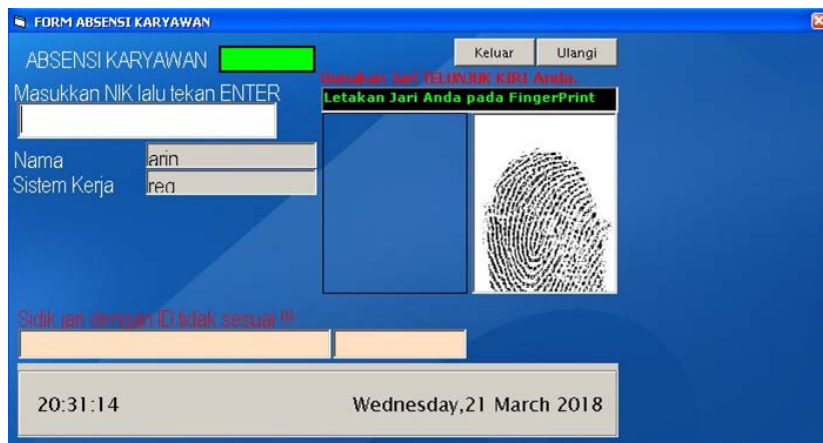 FORM ABSENSI KARYAWAN
ABSENSI KARYAWAN
Keluar
Ulangi
Gunakan Jari TELUNJUK KIRI Anda.
Letakan Jari Anda pada FingerPrint
Masukkan NIK lalu tekan ENTER
Nama
arin
Sistem Kerja
reg
Sidik jari dengan ID tidak sesuai !!!
20:31:14
Wednesday,21 March 2018